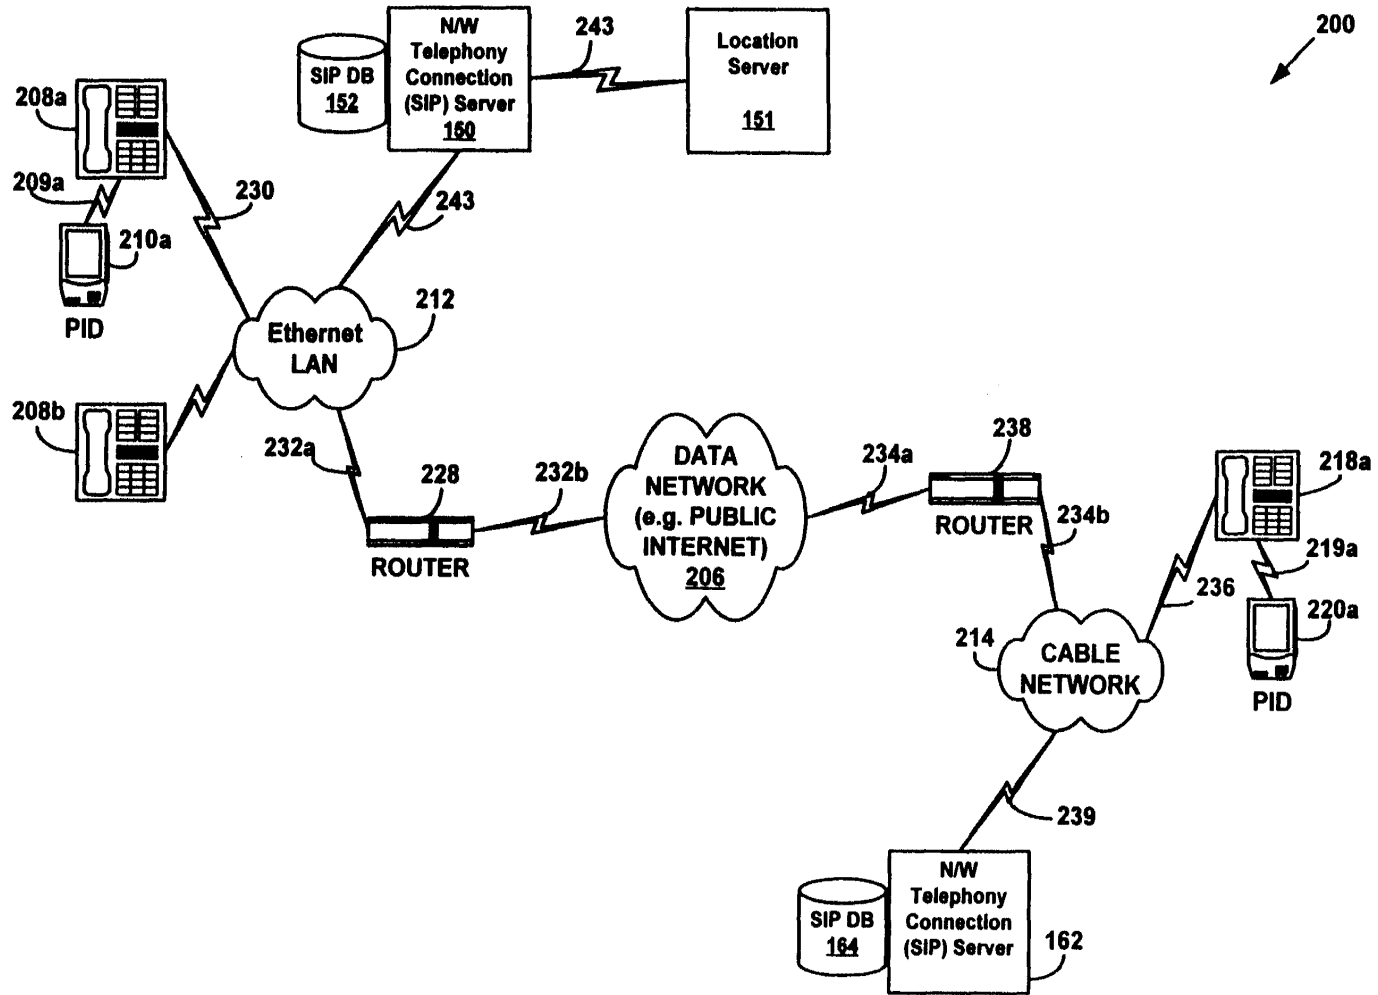 200
N/W
Telephony
Connection
(SIP) Server
150
SIP DB
152
243
Location
Server
151
208a
209a
210a
PID
230
243
212
Ethernet
LAN
208b
232a
228
ROUTER
232b
DATA
NETWORK
(e.g. PUBLIC
INTERNET)
206
234a
238
ROUTER
234b
218a
219a
236
220a
PID
214
CABLE
NETWORK
239
N/W
Telephony
Connection
(SIP) Server
SIP DB
164
162